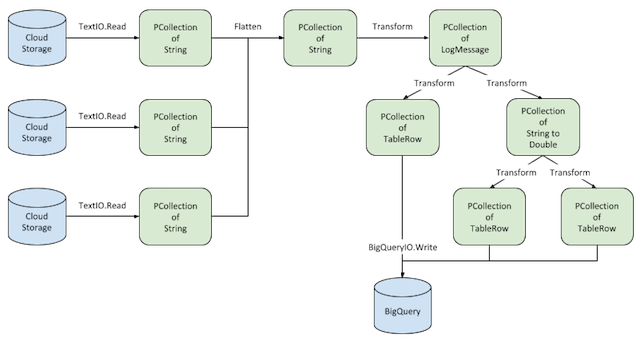 Cloud
Storage
TextIO.Read
PCollection
of
String
Flatten
PCollection
of
String
Transform
PCollection
of
LogMessage
Transform
Transform
Cloud
Storage
TextIO.Read
PCollection
of
String
PCollection
of
TableRow
PCollection
of
String to
Double
Transform
Transform
Cloud
Storage
TextIO.Read
PCollection
of
String
PCollection
of
TableRow
PCollection
of
TableRow
BigQueryIO.Write
BigQuery